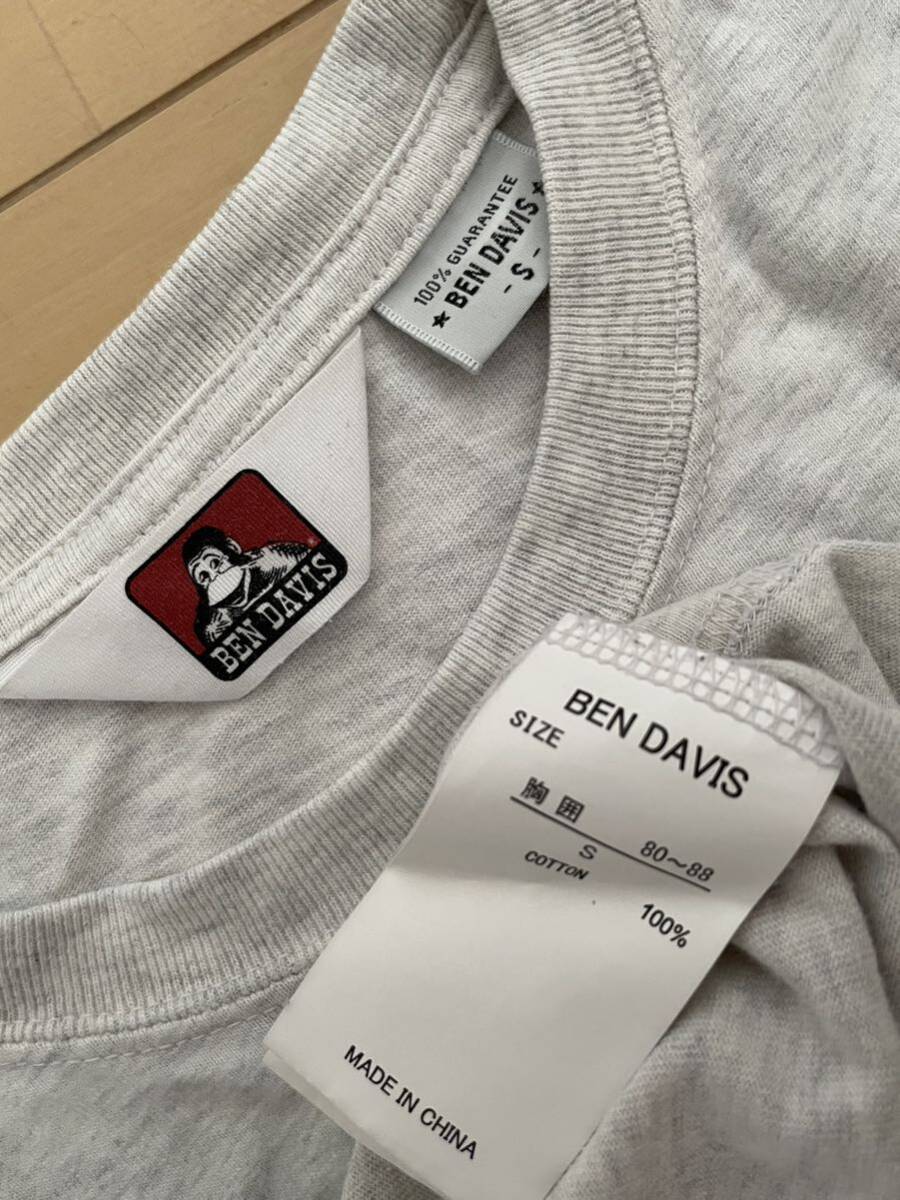 100% GUARANTEE
★ BEN DAVIS ★
- S -
BEN DAVIS
®
BEN DAVIS
SIZE
胸囲 80～88
S
COTTON 100%
MADE IN CHINA